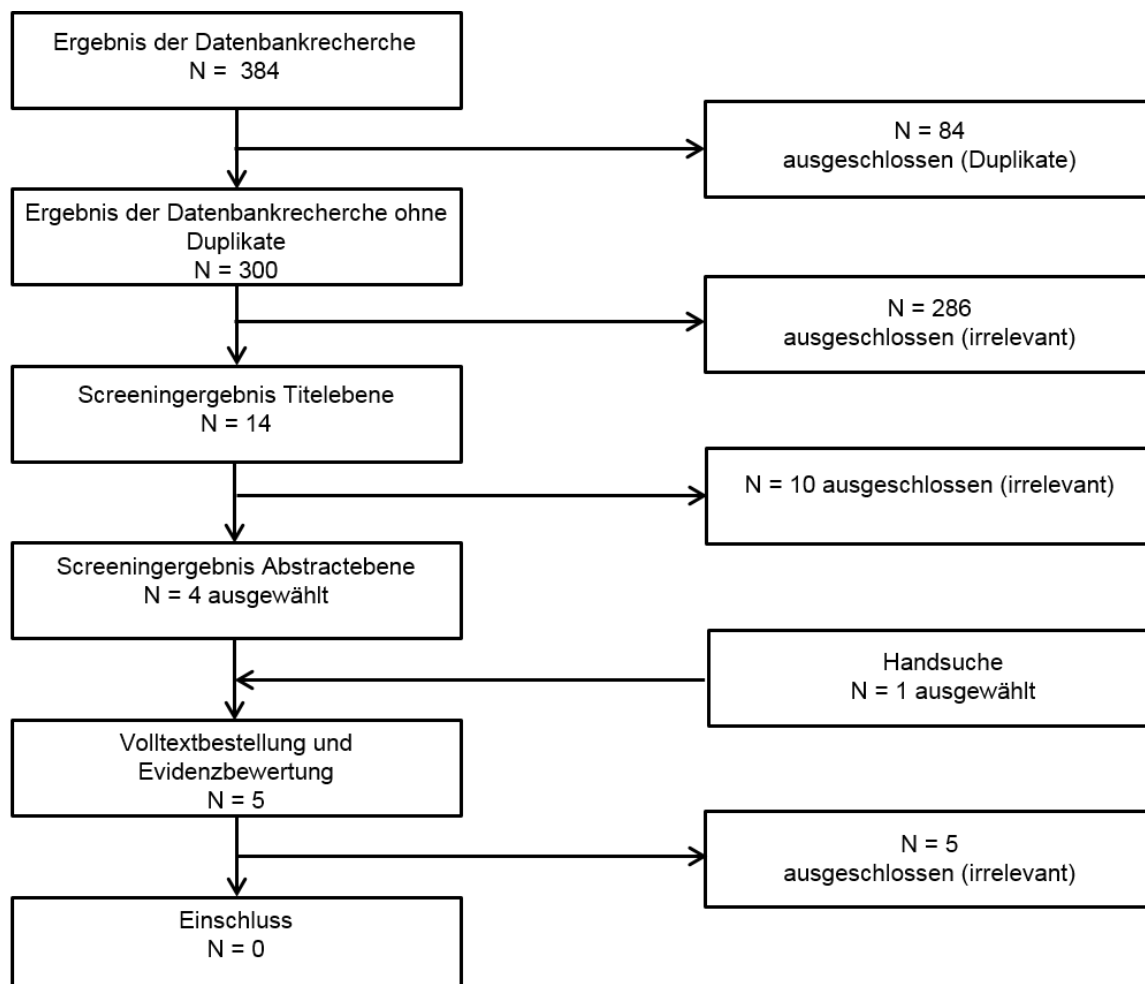 Ergebnis der Datenbankrecherche
N = 384
N = 84
ausgeschlossen (Duplikate)
Ergebnis der Datenbankrecherche ohne
Duplikate
N = 300
N = 286
ausgeschlossen (irrelevant)
Screeningergebnis Titelebene
N = 14
N = 10 ausgeschlossen (irrelevant)
Screeningergebnis Abstractebene
N = 4 ausgewählt
Handsuche
N = 1 ausgewählt
Volltextbestellung und
Evidenzbewertung
N = 5
N = 5
ausgeschlossen (irrelevant)
Einschluss
N = 0